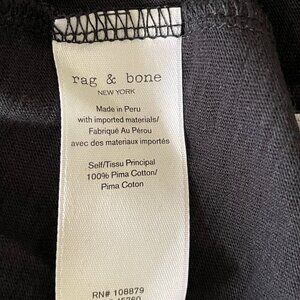 rag & bone
NEW YORK
Made in Peru
with imported materials/
Fabriqué Au Pérou
avec des materiaux importés
Self/Tissu Principal
100% Pima Cotton/
Pima Coton
RN# 108879